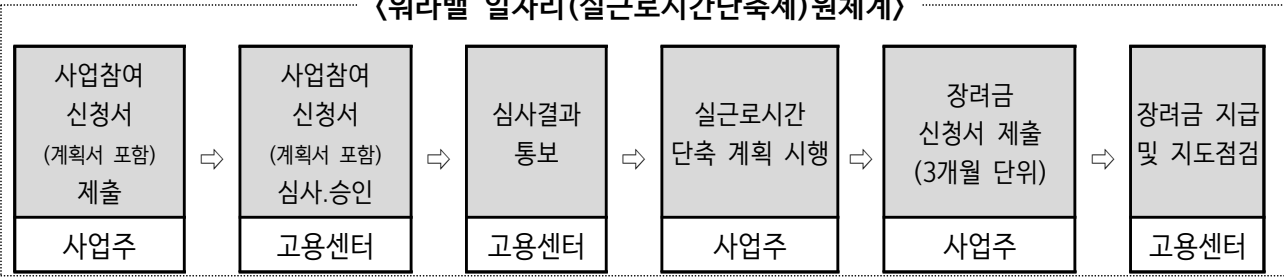 <워라밸 일자리(실근로시간단축제)원체계>
사업참여
신청서
(계획서 포함)
제출
사업주
⇨
사업참여
신청서
(계획서 포함)
심사.승인
고용센터
⇨
심사결과
통보
고용센터
⇨
실근로시간
단축 계획 시행
사업주
⇨
장려금
신청서 제출
(3개월 단위)
사업주
⇨
장려금 지급
및 지도점검
고용센터